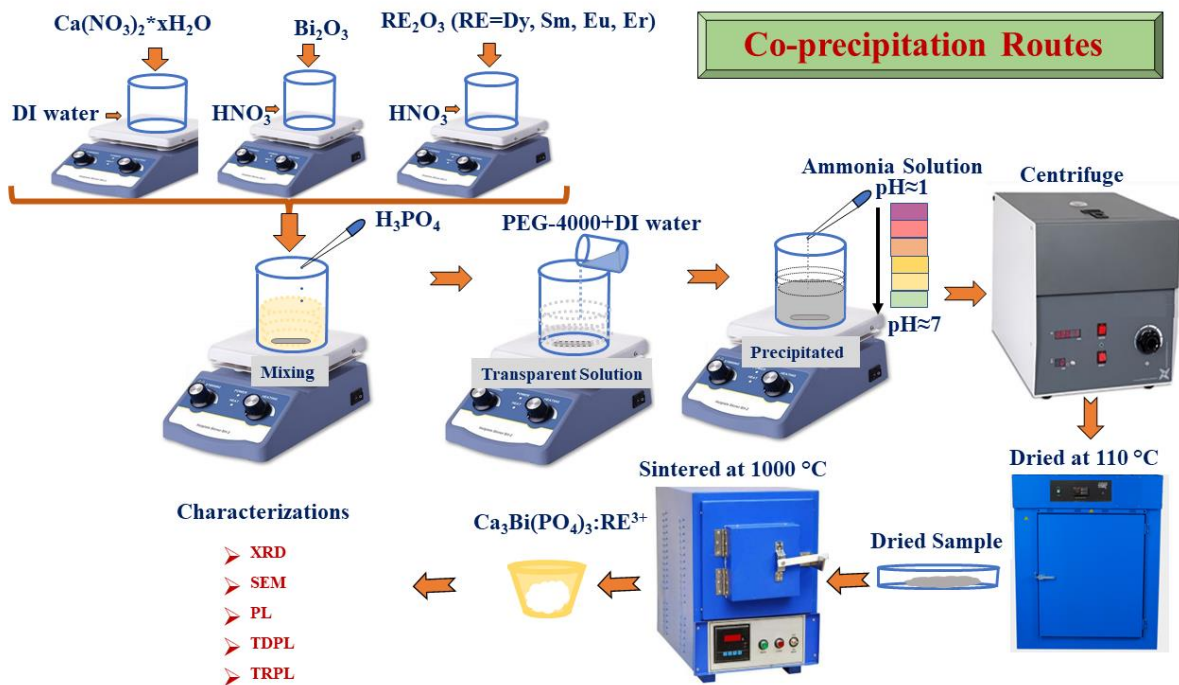 Co-precipitation Routes
Ca(NO₃)₂*xH₂O
Bi₂O₃
RE₂O₃ (RE=Dy, Sm, Eu, Er)
DI water
HNO₃
HNO₃
H₃PO₄
Mixing
PEG-4000+DI water
Transparent Solution
Ammonia Solution
pH≈1
pH≈7
Precipitated
Centrifuge
Dried at 110 °C
Dried Sample
Sintered at 1000 °C
Ca₃Bi(PO₄)₃:RE³⁺
Characterizations
➢ XRD
➢ SEM
➢ PL
➢ TDPL
➢ TRPL